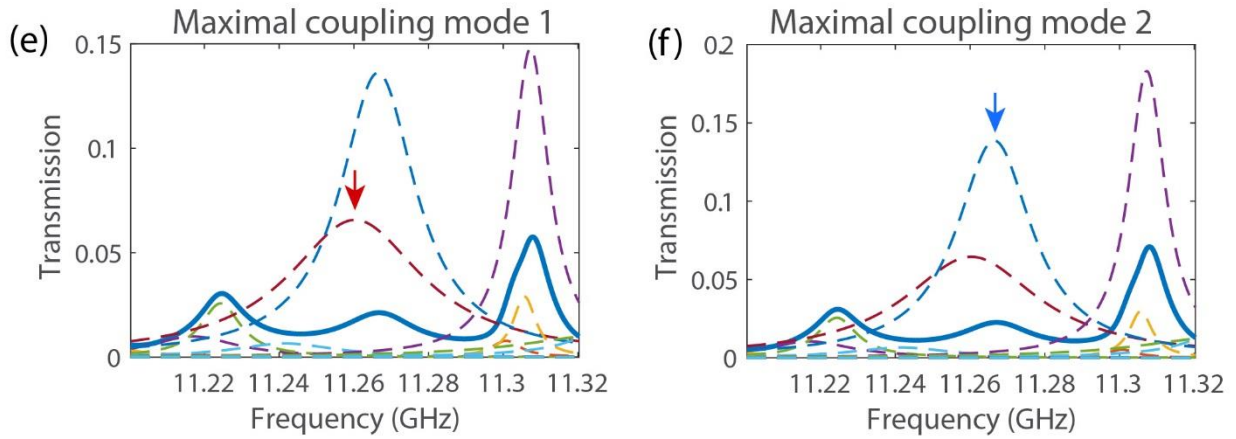 (e)
Maximal coupling mode 1
0.15
0.1
0.05
0
Transmission
11.22 11.24 11.26 11.28 11.3 11.32
Frequency (GHz)
(f)
Maximal coupling mode 2
0.2
0.15
0.1
0.05
0
Transmission
11.22 11.24 11.26 11.28 11.3 11.32
Frequency (GHz)